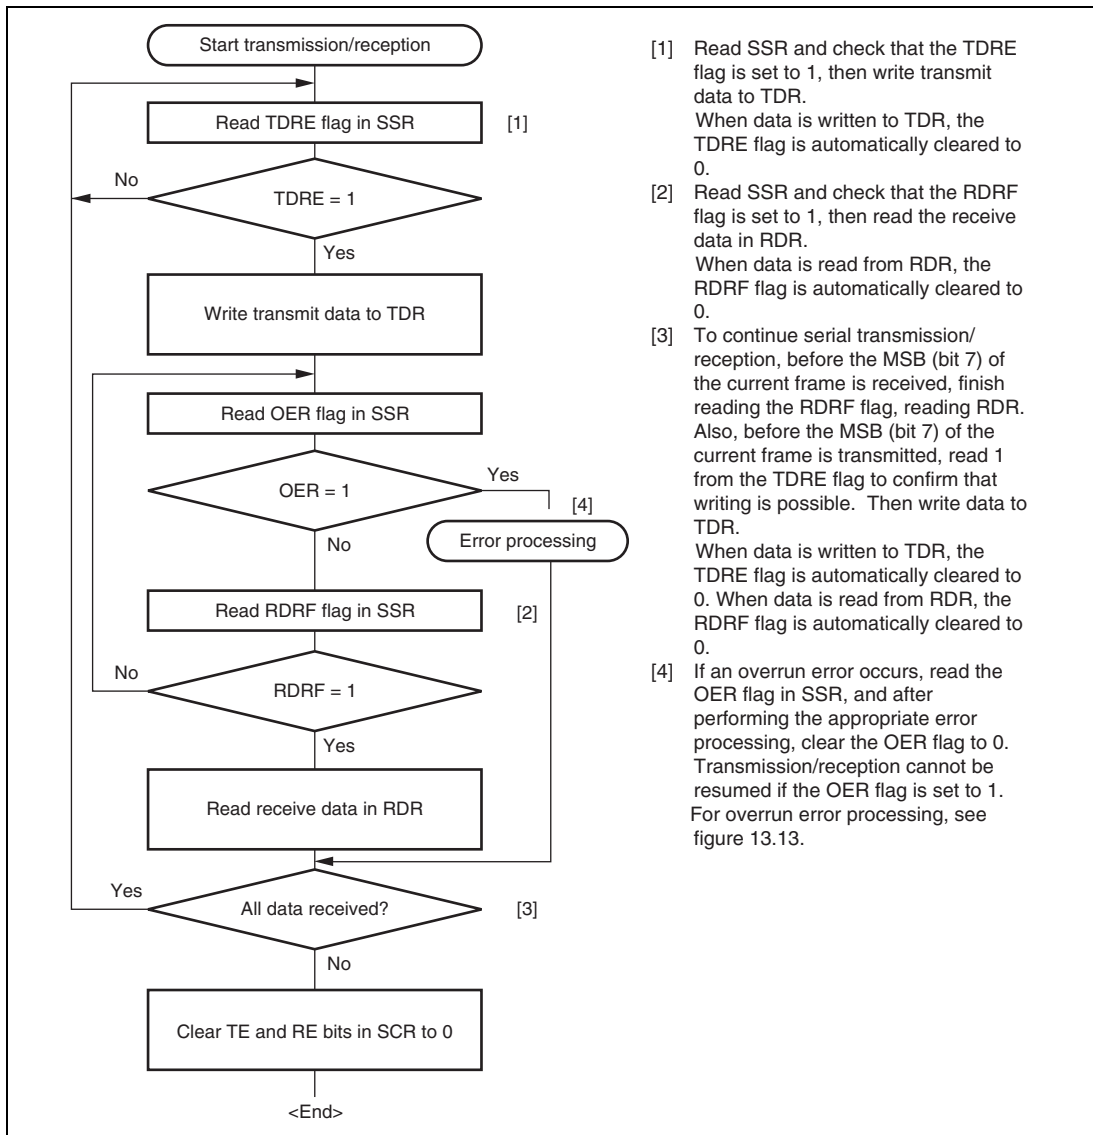 Start transmission/reception
Read TDRE flag in SSR
[1]
No
TDRE = 1
Yes
Write transmit data to TDR
Read OER flag in SSR
OER = 1
Yes
[4]
Error processing
No
Read RDRF flag in SSR
[2]
No
RDRF = 1
Yes
Read receive data in RDR
Yes
All data received?
[3]
No
Clear TE and RE bits in SCR to 0
<End>
[1] Read SSR and check that the TDRE
flag is set to 1, then write transmit
data to TDR.
When data is written to TDR, the
TDRE flag is automatically cleared to
0.
[2] Read SSR and check that the RDRF
flag is set to 1, then read the receive
data in RDR.
When data is read from RDR, the
RDRF flag is automatically cleared to
0.
[3] To continue serial transmission/
reception, before the MSB (bit 7) of
the current frame is received, finish
reading the RDRF flag, reading RDR.
Also, before the MSB (bit 7) of the
current frame is transmitted, read 1
from the TDRE flag to confirm that
writing is possible. Then write data to
TDR.
When data is written to TDR, the
TDRE flag is automatically cleared to
0. When data is read from RDR, the
RDRF flag is automatically cleared to
0.
[4] If an overrun error occurs, read the
OER flag in SSR, and after
performing the appropriate error
processing, clear the OER flag to 0.
Transmission/reception cannot be
resumed if the OER flag is set to 1.
For overrun error processing, see
figure 13.13.